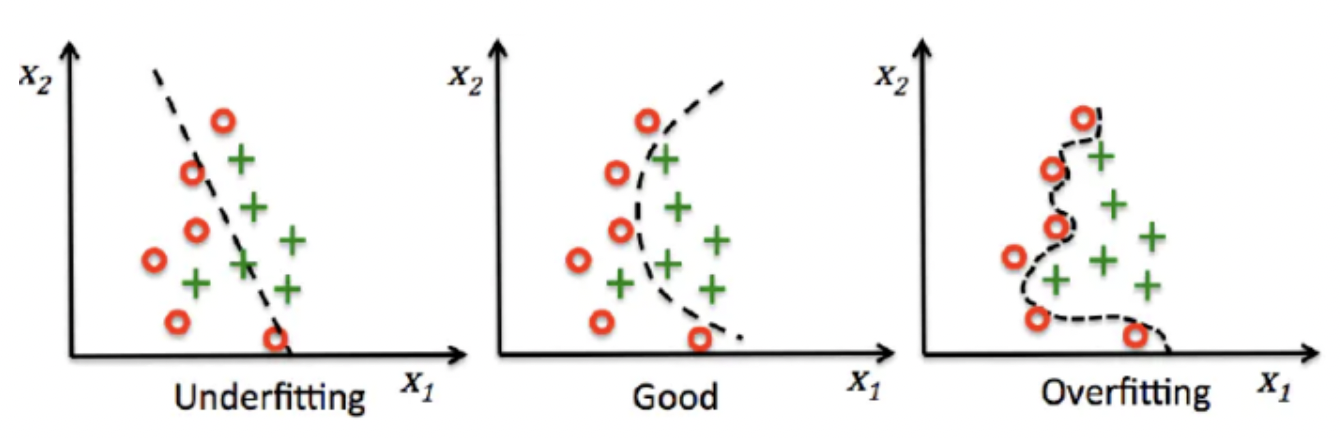 x₂
x₁
Underfitting
x₂
x₁
Good
x₂
x₁
Overfitting